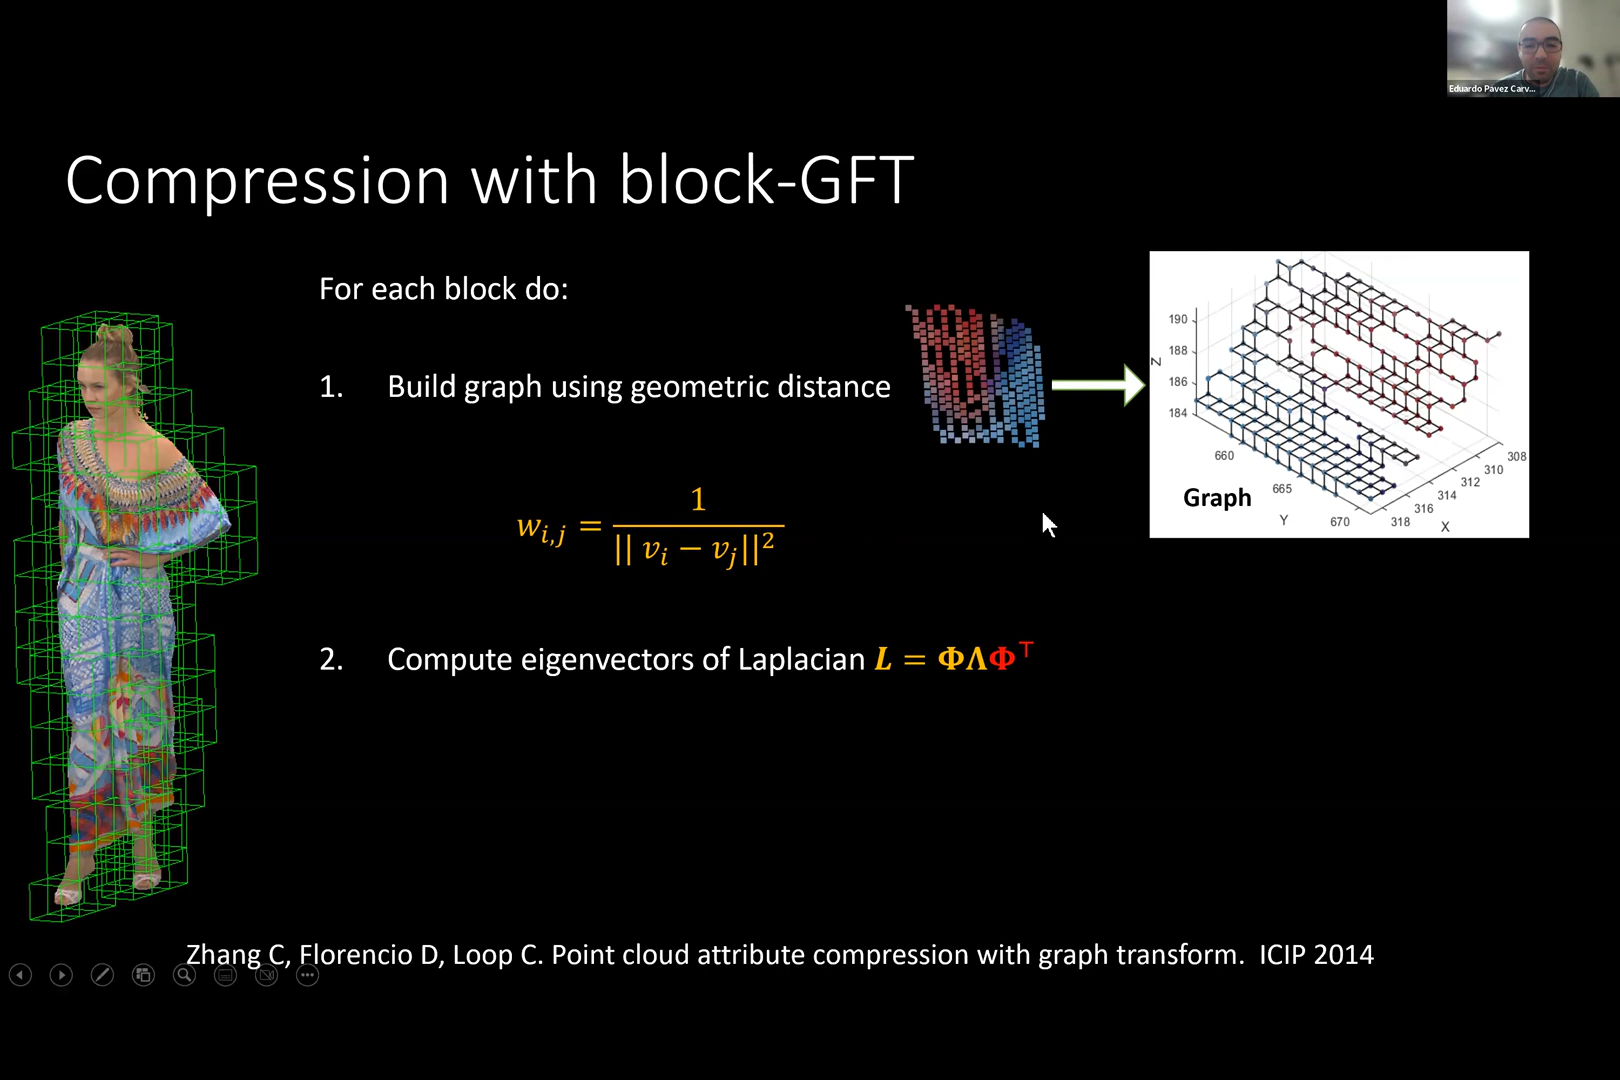 Eduardo Pavez Carv...
Compression with block-GFT
For each block do:
1. Build graph using geometric distance
w_{i,j} = \frac{1}{|| v_i − v_j||^2}
2. Compute eigenvectors of Laplacian L = ΦΛΦ^⊤
190
188
186
184
Z
660
665
670
Y
308
310
312
314
316
318
X
Graph
Zhang C, Florencio D, Loop C. Point cloud attribute compression with graph transform. ICIP 2014